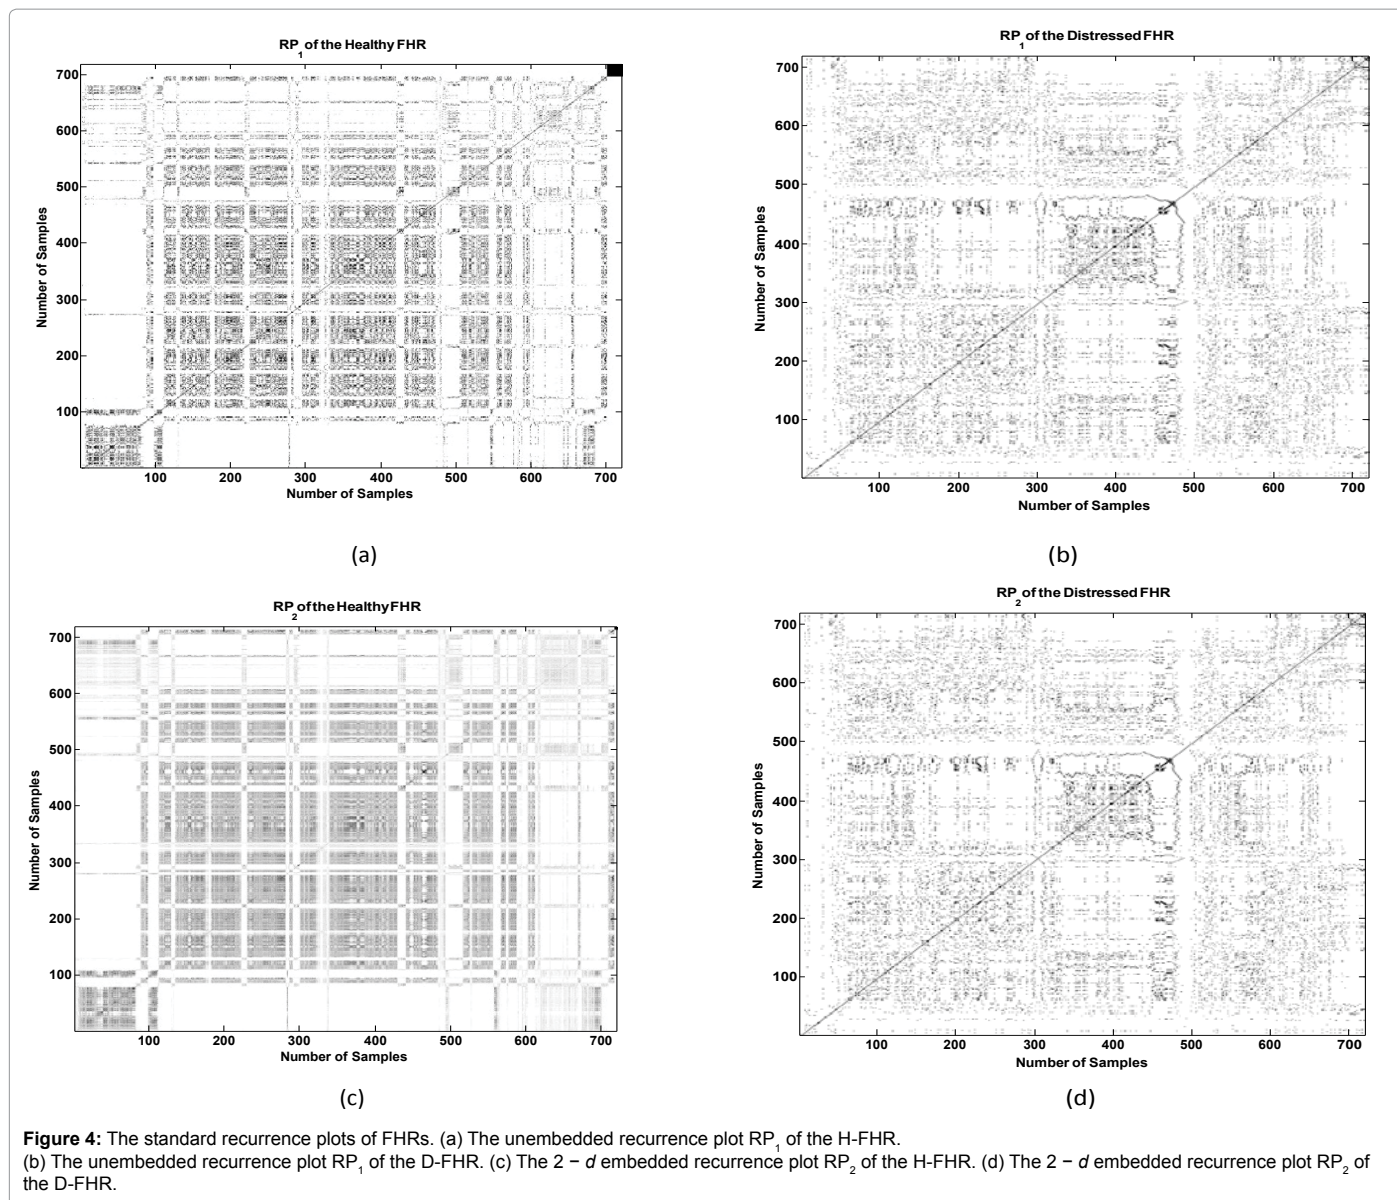 RP1 of the Healthy FHR
700
600
500
400
300
200
100
Number of Samples
100 200 300 400 500 600 700
Number of Samples
(a)
RP1 of the Distressed FHR
700
600
500
400
300
200
100
Number of Samples
100 200 300 400 500 600 700
Number of Samples
(b)
RP2 of the Healthy FHR
700
600
500
400
300
200
100
Number of Samples
100 200 300 400 500 600 700
Number of Samples
(c)
RP2 of the Distressed FHR
700
600
500
400
300
200
100
Number of Samples
100 200 300 400 500 600 700
Number of Samples
(d)
Figure 4: The standard recurrence plots of FHRs. (a) The unembedded recurrence plot RP1 of the H-FHR.
(b) The unembedded recurrence plot RP1 of the D-FHR. (c) The 2 − d embedded recurrence plot RP2 of the H-FHR. (d) The 2 − d embedded recurrence plot RP2 of
the D-FHR.